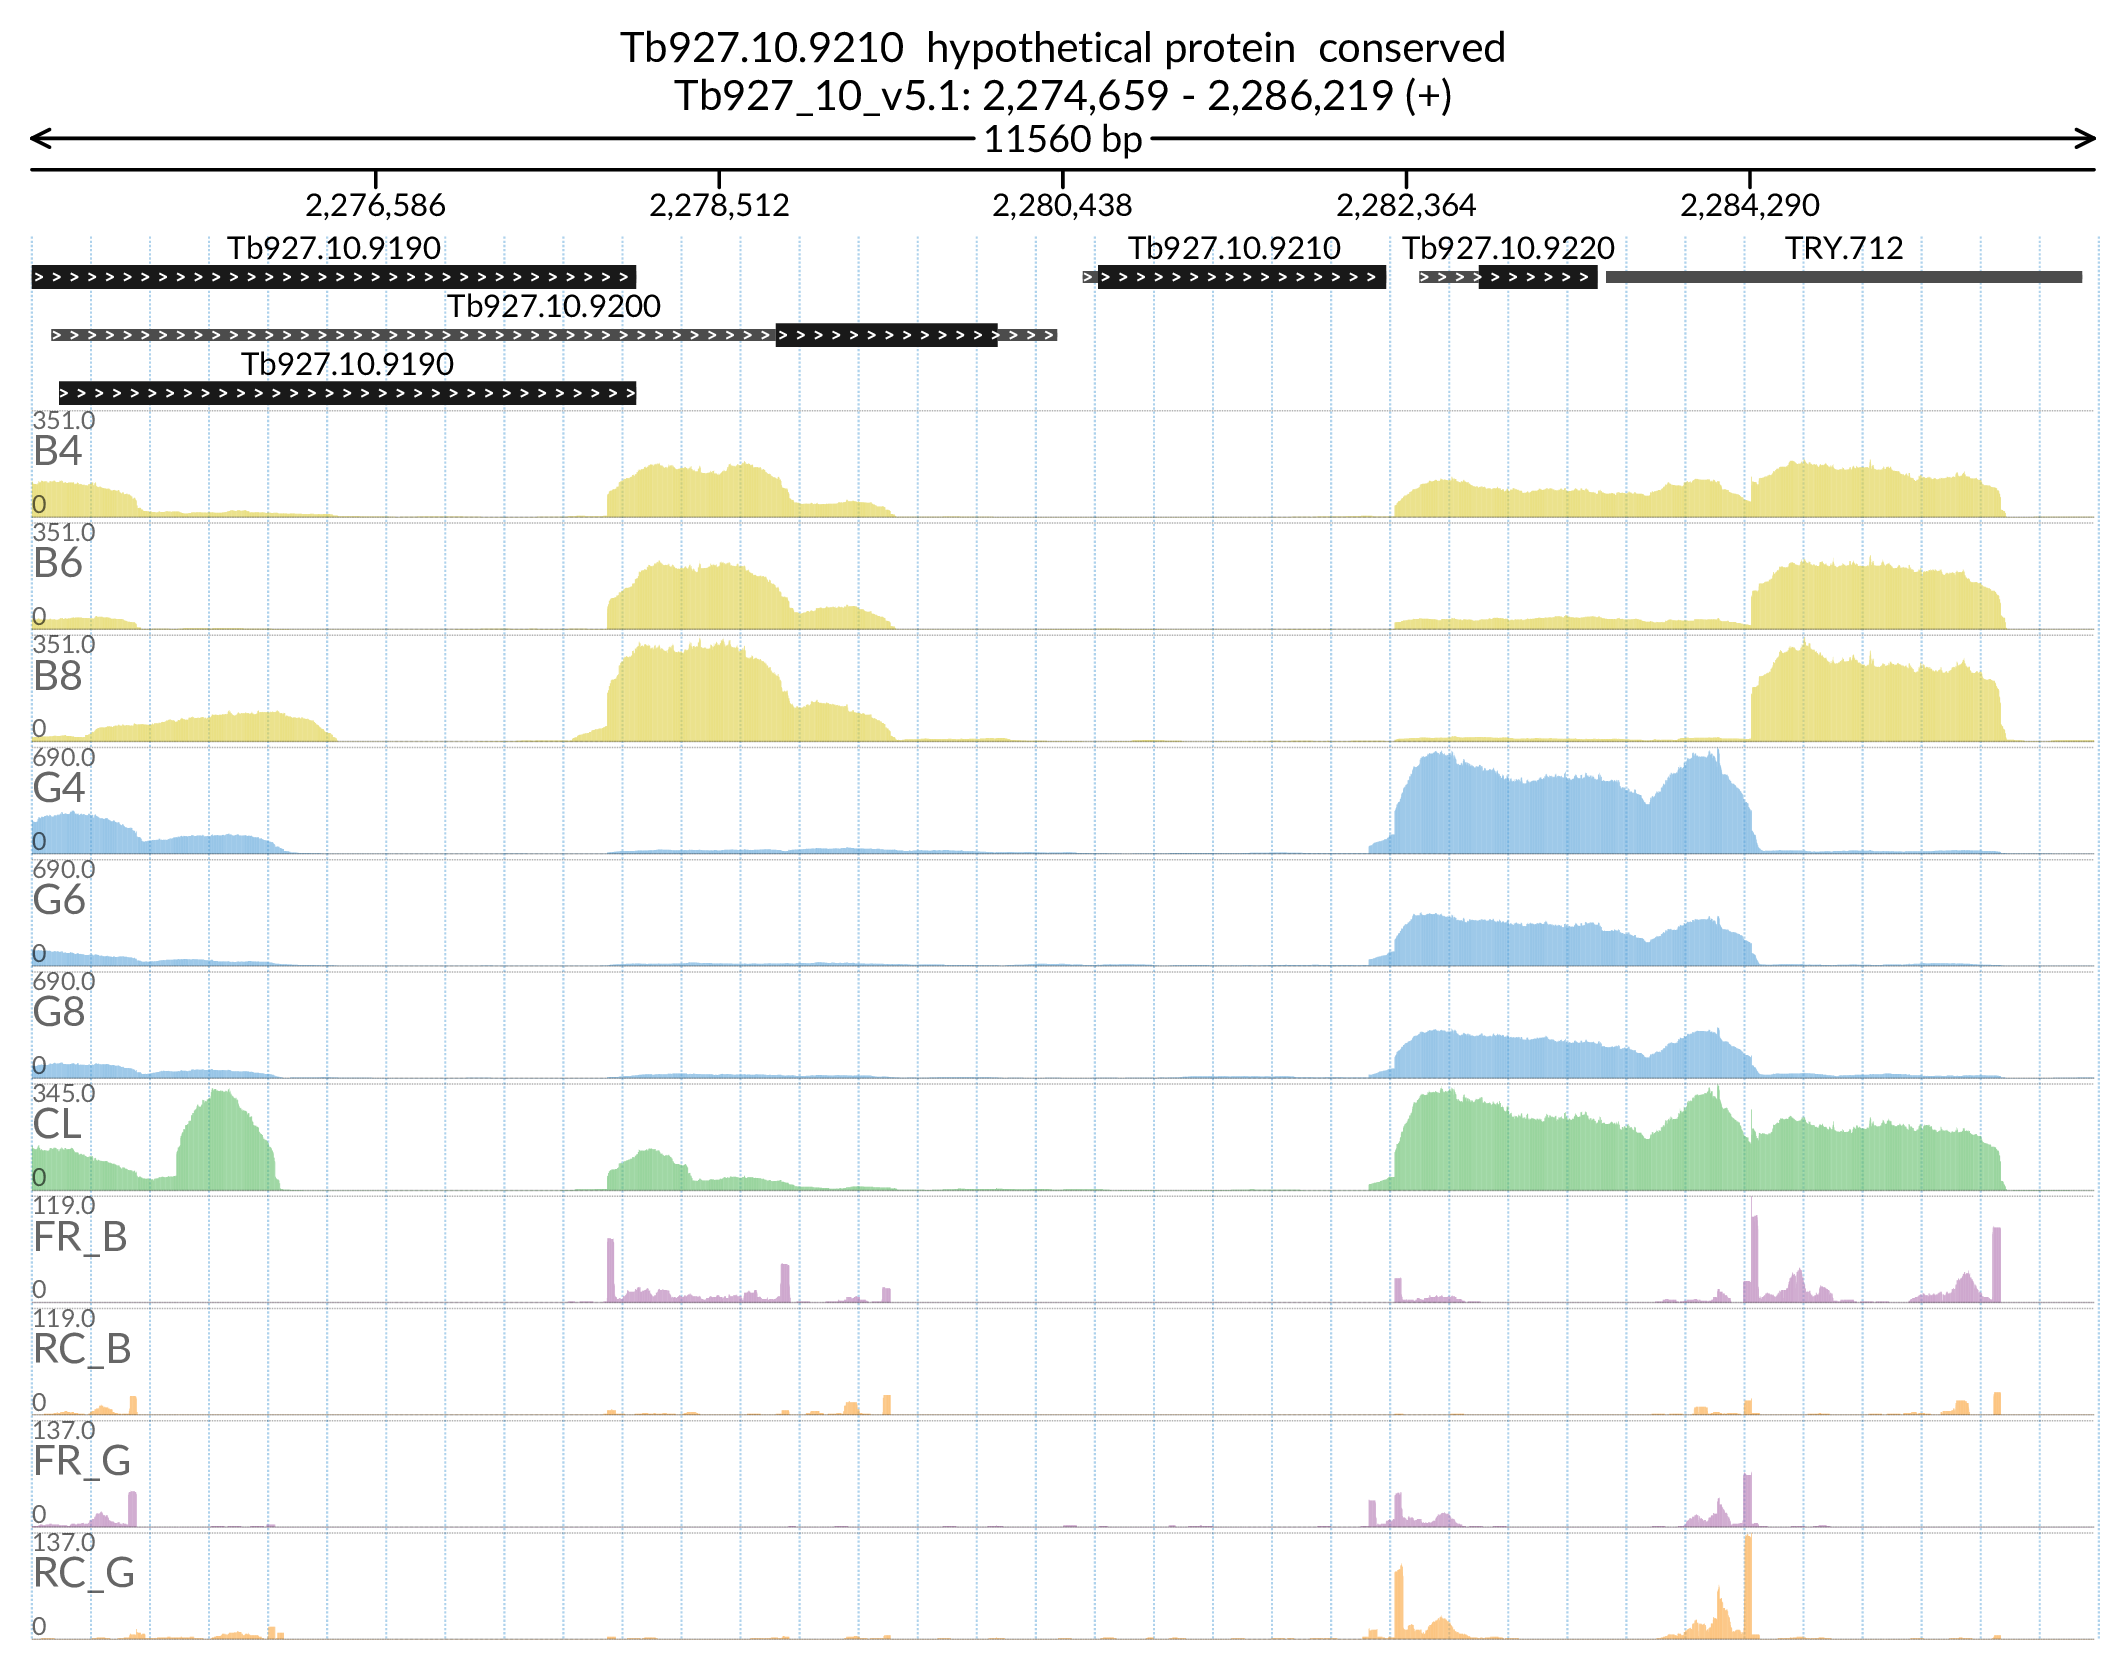 Tb927.10.9210 hypothetical protein conserved
Tb927_10_v5.1: 2,274,659 - 2,286,219 (+)
11560 bp
2,276,586 2,278,512 2,280,438 2,282,364 2,284,290
Tb927.10.9190 Tb927.10.9210 Tb927.10.9220 TRY.712
Tb927.10.9200
Tb927.10.9190
351.0
B4
0
351.0
B6
0
351.0
B8
0
690.0
G4
0
690.0
G6
0
690.0
G8
0
345.0
CL
0
119.0
FR_B
0
119.0
RC_B
0
137.0
FR_G
0
137.0
RC_G
0